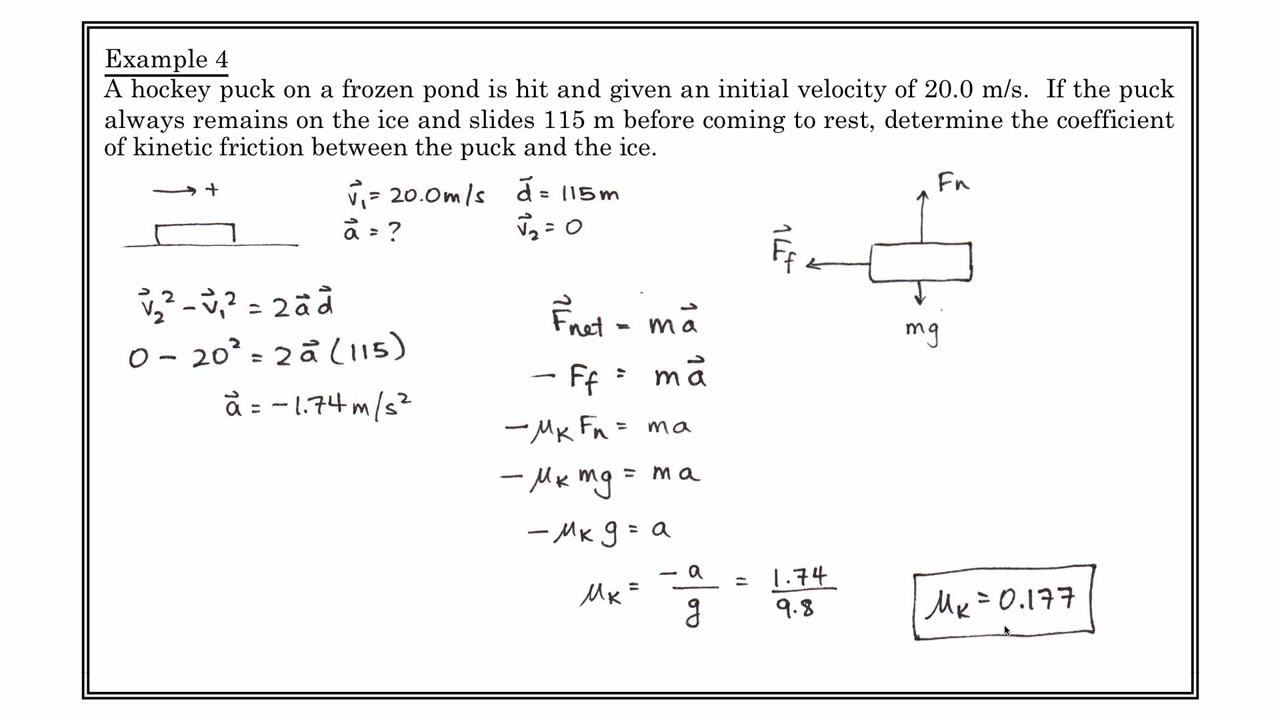 Example 4
A hockey puck on a frozen pond is hit and given an initial velocity of 20.0 m/s. If the puck
always remains on the ice and slides 115 m before coming to rest, determine the coefficient
of kinetic friction between the puck and the ice.
→ +
v⃗₁ = 20.0 m/s d⃗ = 115 m
a⃗ = ? v⃗₂ = 0
Fn
F⃗f
mg
v⃗₂² − v⃗₁² = 2a⃗d⃗
0 − 20² = 2a⃗(115)
a⃗ = −1.74 m/s²
F⃗net = ma⃗
− Ff = ma⃗
−μK Fn = ma
−μK mg = ma
−μK g = a
μK = −a/g = 1.74/9.8
μK = 0.177